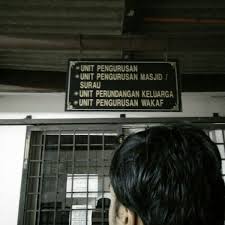 • UNIT PENGURUSAN
• UNIT PENGURUSAN MASJID /
SURAU
• UNIT PERUNDANGAN KELUARGA
• UNIT PENGURUSAN WAKAF